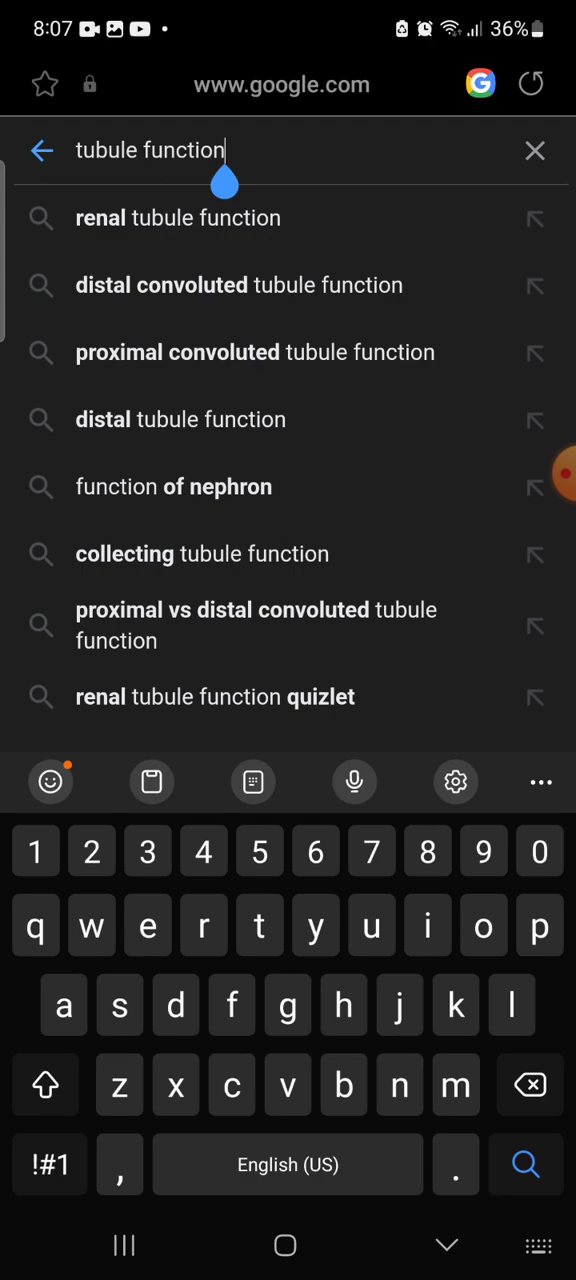 8:07 36%
www.google.com G
tubule function
renal tubule function
distal convoluted tubule function
proximal convoluted tubule function
distal tubule function
function of nephron
collecting tubule function
proximal vs distal convoluted tubule
function
renal tubule function quizlet
1 2 3 4 5 6 7 8 9 0
q w e r t y u i o p
a s d f g h j k l
z x c v b n m
!#1 , English (US) .